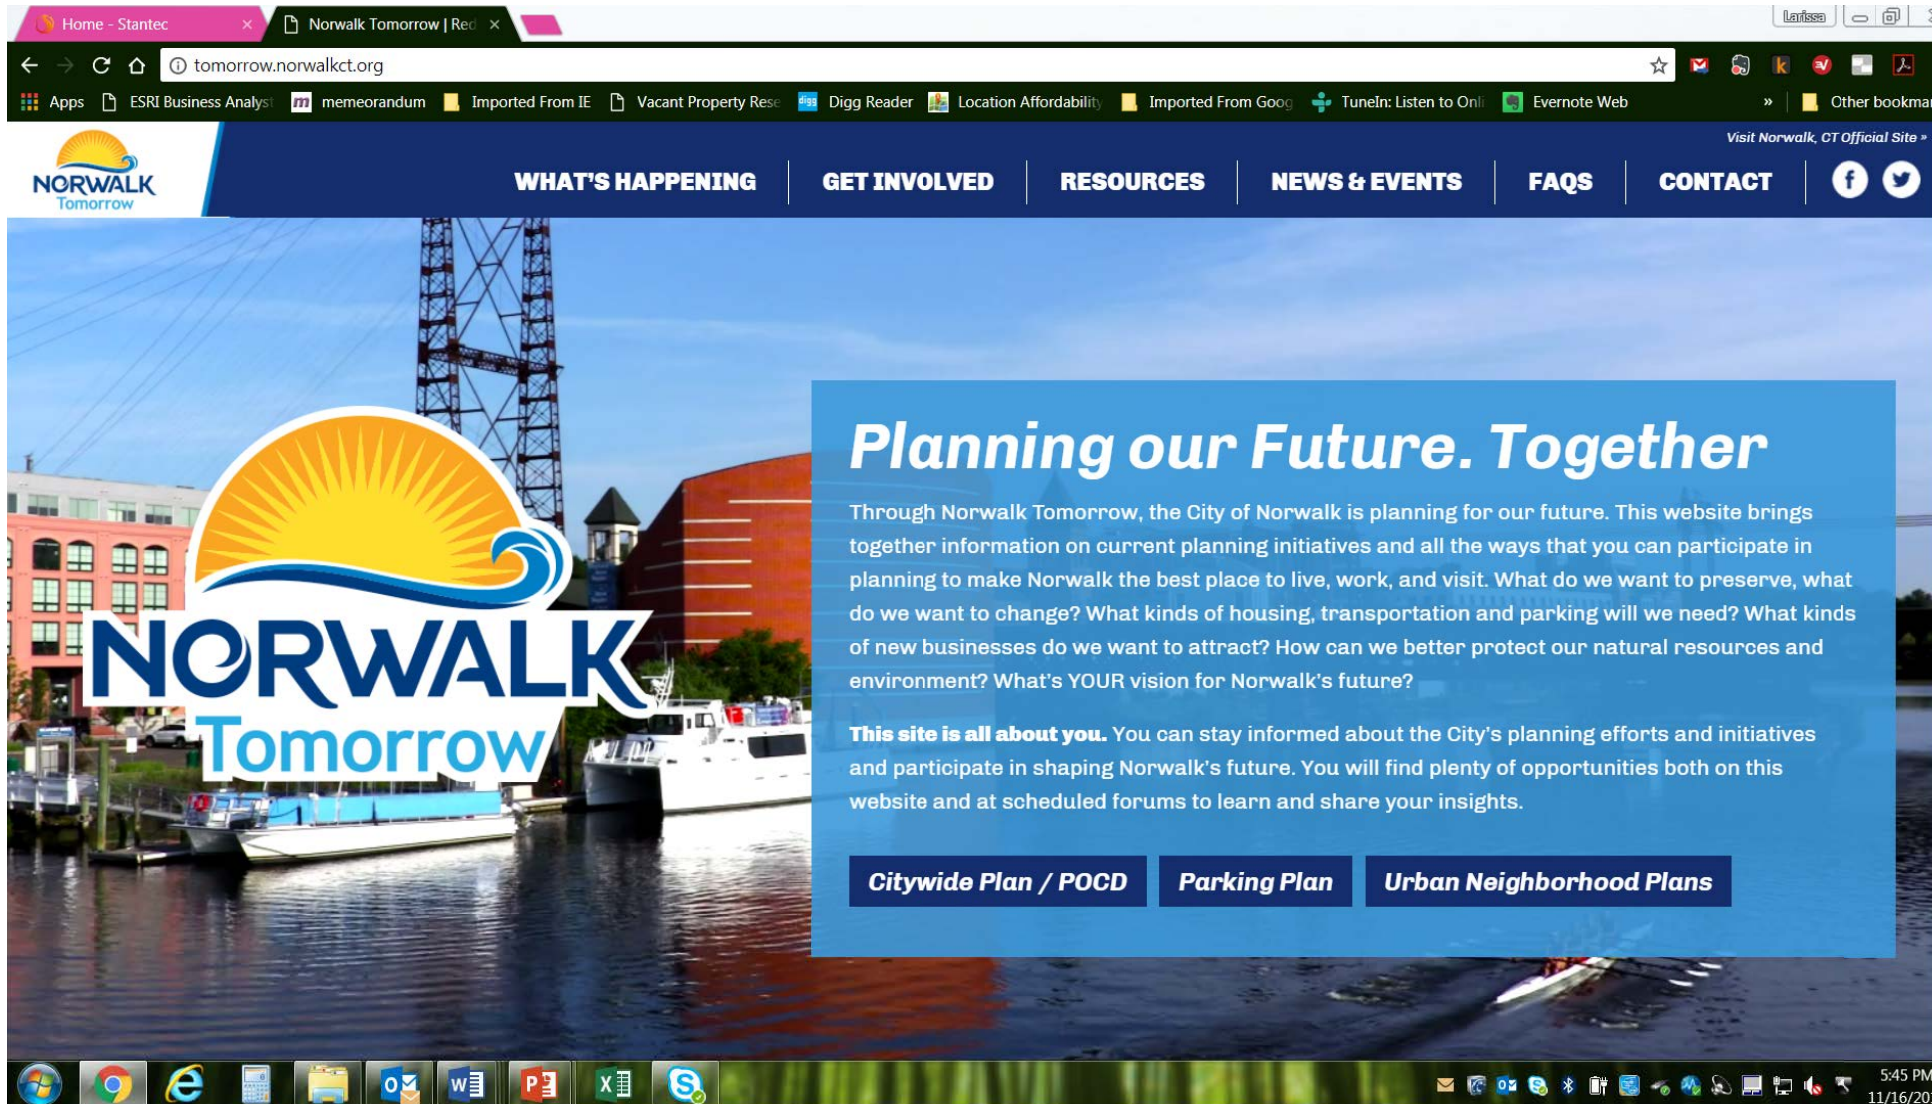 Home - Stantec
Norwalk Tomorrow | Red
Larissa
tomorrow.norwalkct.org
Apps ESRI Business Analyst memeorandum Imported From IE Vacant Property Rese Digg Reader Location Affordability Imported From Goog TuneIn: Listen to Onli Evernote Web » Other bookmar
Visit Norwalk, CT Official Site »
NORWALK
Tomorrow
WHAT'S HAPPENING GET INVOLVED RESOURCES NEWS & EVENTS FAQS CONTACT
NORWALK
Tomorrow
Planning our Future. Together
Through Norwalk Tomorrow, the City of Norwalk is planning for our future. This website brings
together information on current planning initiatives and all the ways that you can participate in
planning to make Norwalk the best place to live, work, and visit. What do we want to preserve, what
do we want to change? What kinds of housing, transportation and parking will we need? What kinds
of new businesses do we want to attract? How can we better protect our natural resources and
environment? What's YOUR vision for Norwalk's future?
This site is all about you. You can stay informed about the City's planning efforts and initiatives
and participate in shaping Norwalk's future. You will find plenty of opportunities both on this
website and at scheduled forums to learn and share your insights.
Citywide Plan / POCD Parking Plan Urban Neighborhood Plans
5:45 PM
11/16/20